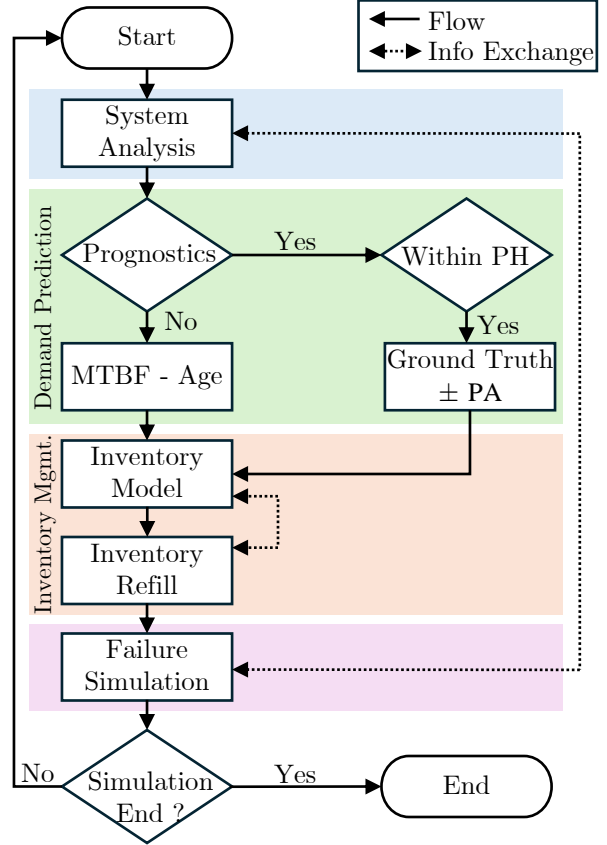 Start
Flow
Info Exchange
System
Analysis
Demand Prediction
Prognostics
Yes
Within PH
No
Yes
MTBF - Age
Ground Truth
± PA
Inventory Mgmt.
Inventory
Model
Inventory
Refill
Failure
Simulation
No
Simulation
End ?
Yes
End